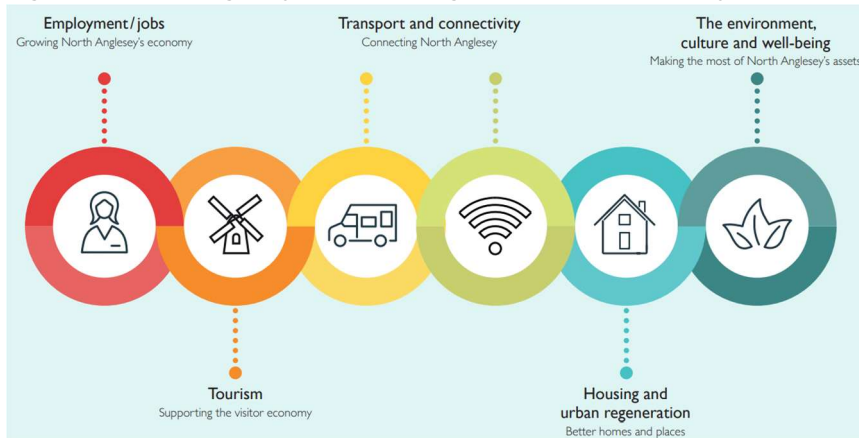 Employment/jobs
Growing North Anglesey's economy
Transport and connectivity
Connecting North Anglesey
The environment,
culture and well-being
Making the most of North Anglesey's assets
Tourism
Supporting the visitor economy
Housing and
urban regeneration
Better homes and places